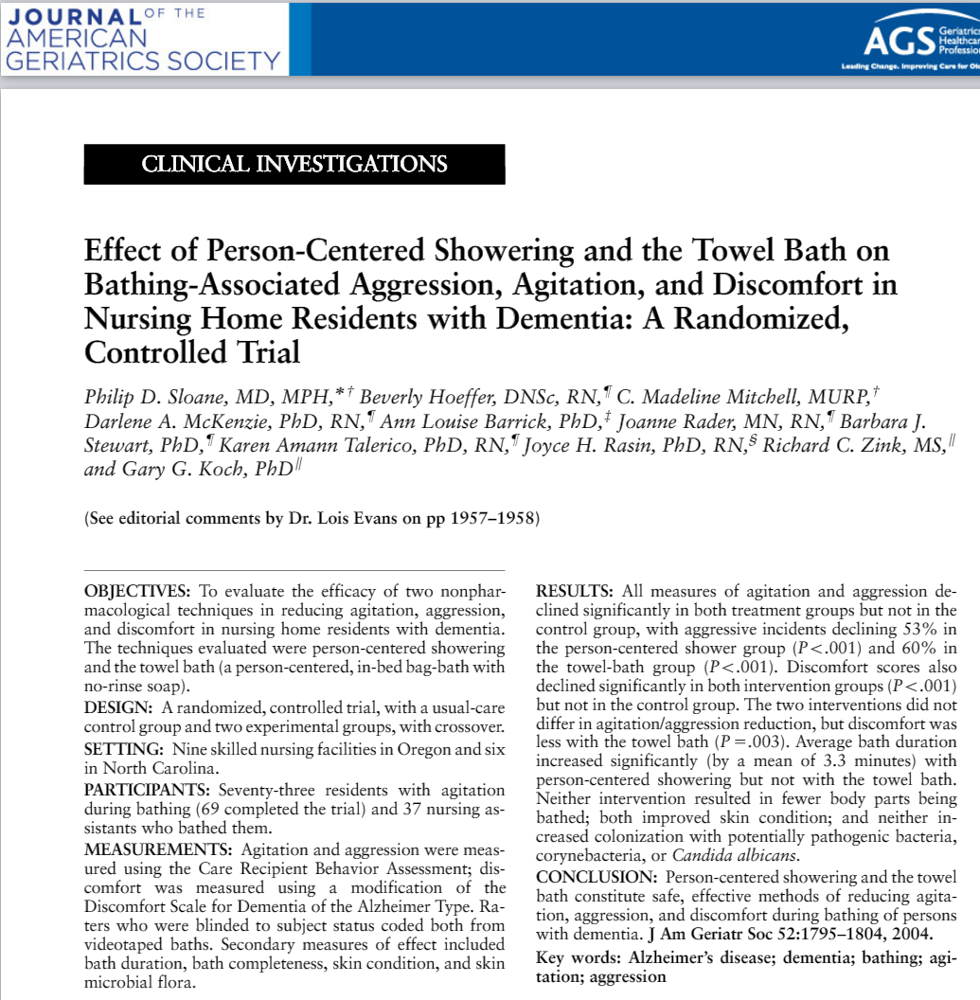 JOURNAL OF THE
AMERICAN
GERIATRICS SOCIETY
AGS
Geriatrics
Healthcare
Leading Change. Improving Care for
CLINICAL INVESTIGATIONS
Effect of Person-Centered Showering and the Towel Bath on
Bathing-Associated Aggression, Agitation, and Discomfort in
Nursing Home Residents with Dementia: A Randomized,
Controlled Trial
Philip D. Sloane, MD, MPH,*† Beverly Hoeffer, DNSc, RN,¶ C. Madeline Mitchell, MURP,†
Darlene A. McKenzie, PhD, RN,¶ Ann Louise Barrick, PhD,‡ Joanne Rader, MN, RN,¶ Barbara J.
Stewart, PhD,¶ Karen Amann Talerico, PhD, RN,¶ Joyce H. Rasin, PhD, RN,§ Richard C. Zink, MS,‖
and Gary G. Koch, PhD‖
(See editorial comments by Dr. Lois Evans on pp 1957–1958)
OBJECTIVES: To evaluate the efficacy of two nonphar-
macological techniques in reducing agitation, aggression,
and discomfort in nursing home residents with dementia.
The techniques evaluated were person-centered showering
and the towel bath (a person-centered, in-bed bag-bath with
no-rinse soap).
DESIGN: A randomized, controlled trial, with a usual-care
control group and two experimental groups, with crossover.
SETTING: Nine skilled nursing facilities in Oregon and six
in North Carolina.
PARTICIPANTS: Seventy-three residents with agitation
during bathing (69 completed the trial) and 37 nursing as-
sistants who bathed them.
MEASUREMENTS: Agitation and aggression were meas-
ured using the Care Recipient Behavior Assessment; dis-
comfort was measured using a modification of the
Discomfort Scale for Dementia of the Alzheimer Type. Ra-
ters who were blinded to subject status coded both from
videotaped baths. Secondary measures of effect included
bath duration, bath completeness, skin condition, and skin
microbial flora.
RESULTS: All measures of agitation and aggression de-
clined significantly in both treatment groups but not in the
control group, with aggressive incidents declining 53% in
the person-centered shower group (P<.001) and 60% in
the towel-bath group (P<.001). Discomfort scores also
declined significantly in both intervention groups (P<.001)
but not in the control group. The two interventions did not
differ in agitation/aggression reduction, but discomfort was
less with the towel bath (P=.003). Average bath duration
increased significantly (by a mean of 3.3 minutes) with
person-centered showering but not with the towel bath.
Neither intervention resulted in fewer body parts being
bathed; both improved skin condition; and neither in-
creased colonization with potentially pathogenic bacteria,
corynebacteria, or Candida albicans.
CONCLUSION: Person-centered showering and the towel
bath constitute safe, effective methods of reducing agita-
tion, aggression, and discomfort during bathing of persons
with dementia. J Am Geriatr Soc 52:1795–1804, 2004.
Key words: Alzheimer's disease; dementia; bathing; agi-
tation; aggression